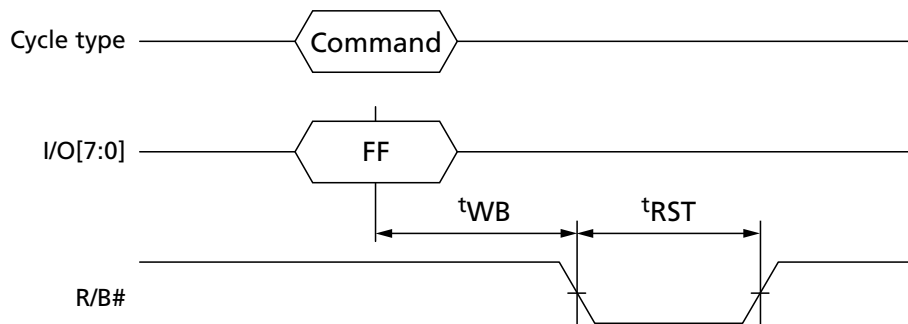 Cycle type
Command
I/O[7:0]
FF
tWB
tRST
R/B#